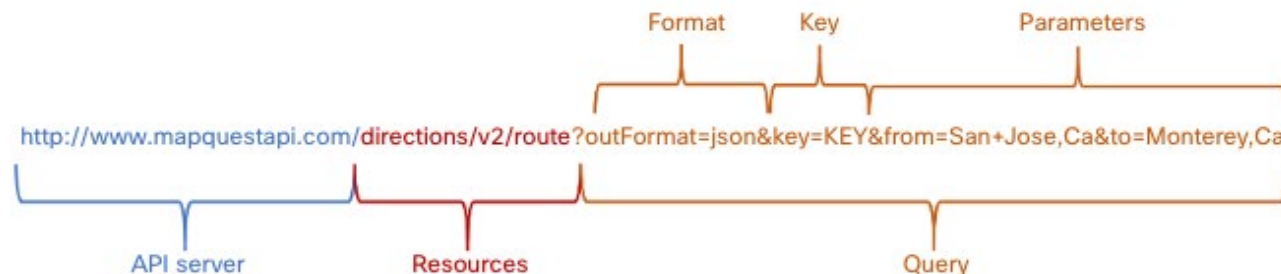 Format Key Parameters
http://www.mapquestapi.com/directions/v2/route?outFormat=json&key=KEY&from=San+Jose,Ca&to=Monterey,Ca
API server Resources Query